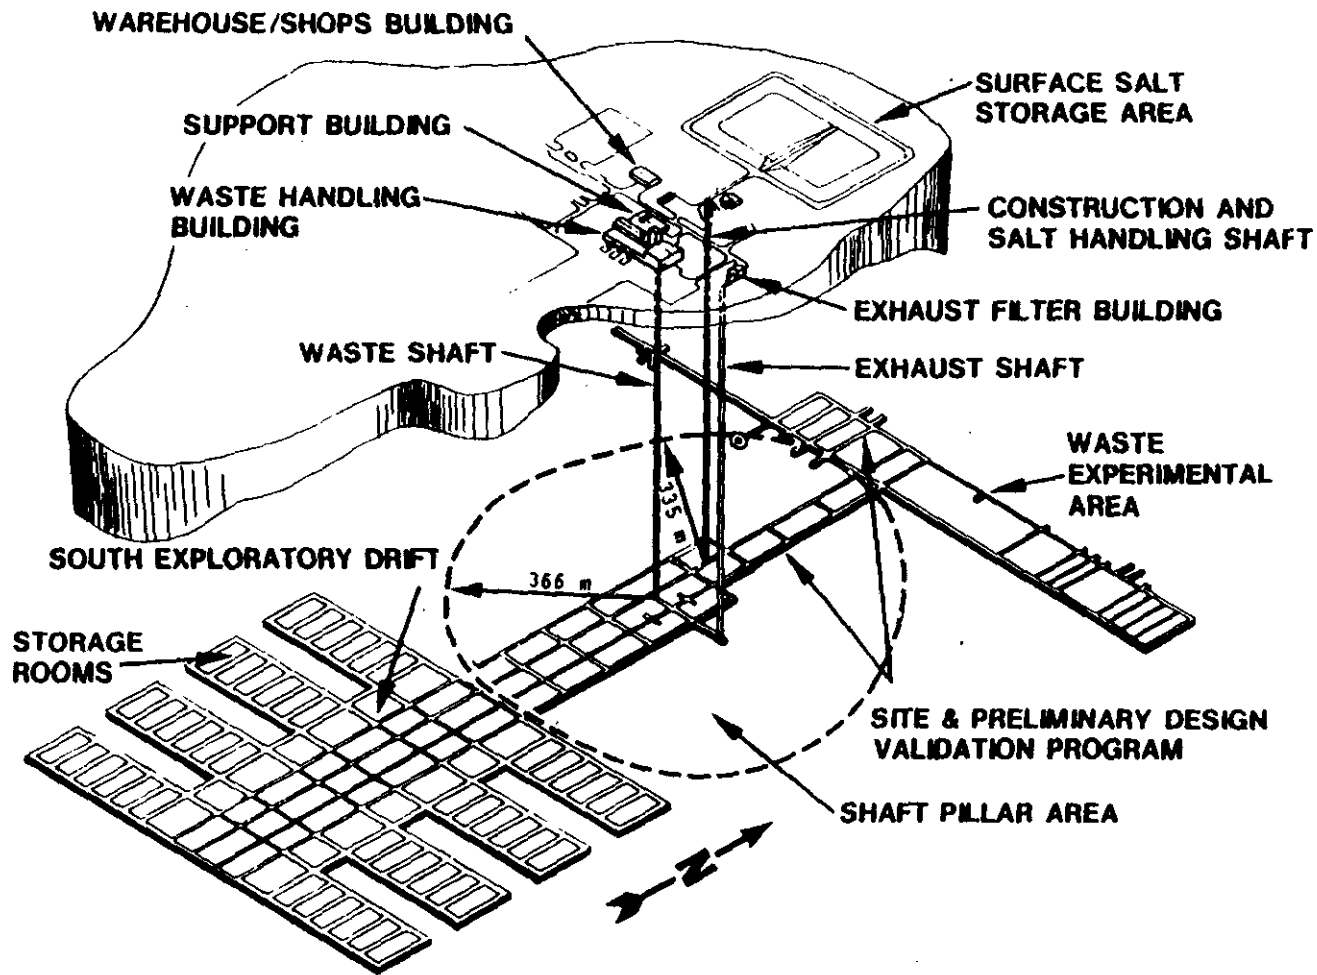 WAREHOUSE/SHOPS BUILDING
SURFACE SALT
STORAGE AREA
SUPPORT BUILDING
WASTE HANDLING
BUILDING
CONSTRUCTION AND
SALT HANDLING SHAFT
EXHAUST FILTER BUILDING
WASTE SHAFT
EXHAUST SHAFT
WASTE
EXPERIMENTAL
AREA
335 m
SOUTH EXPLORATORY DRIFT
366 m
STORAGE
ROOMS
SITE & PRELIMINARY DESIGN
VALIDATION PROGRAM
SHAFT PILLAR AREA
N